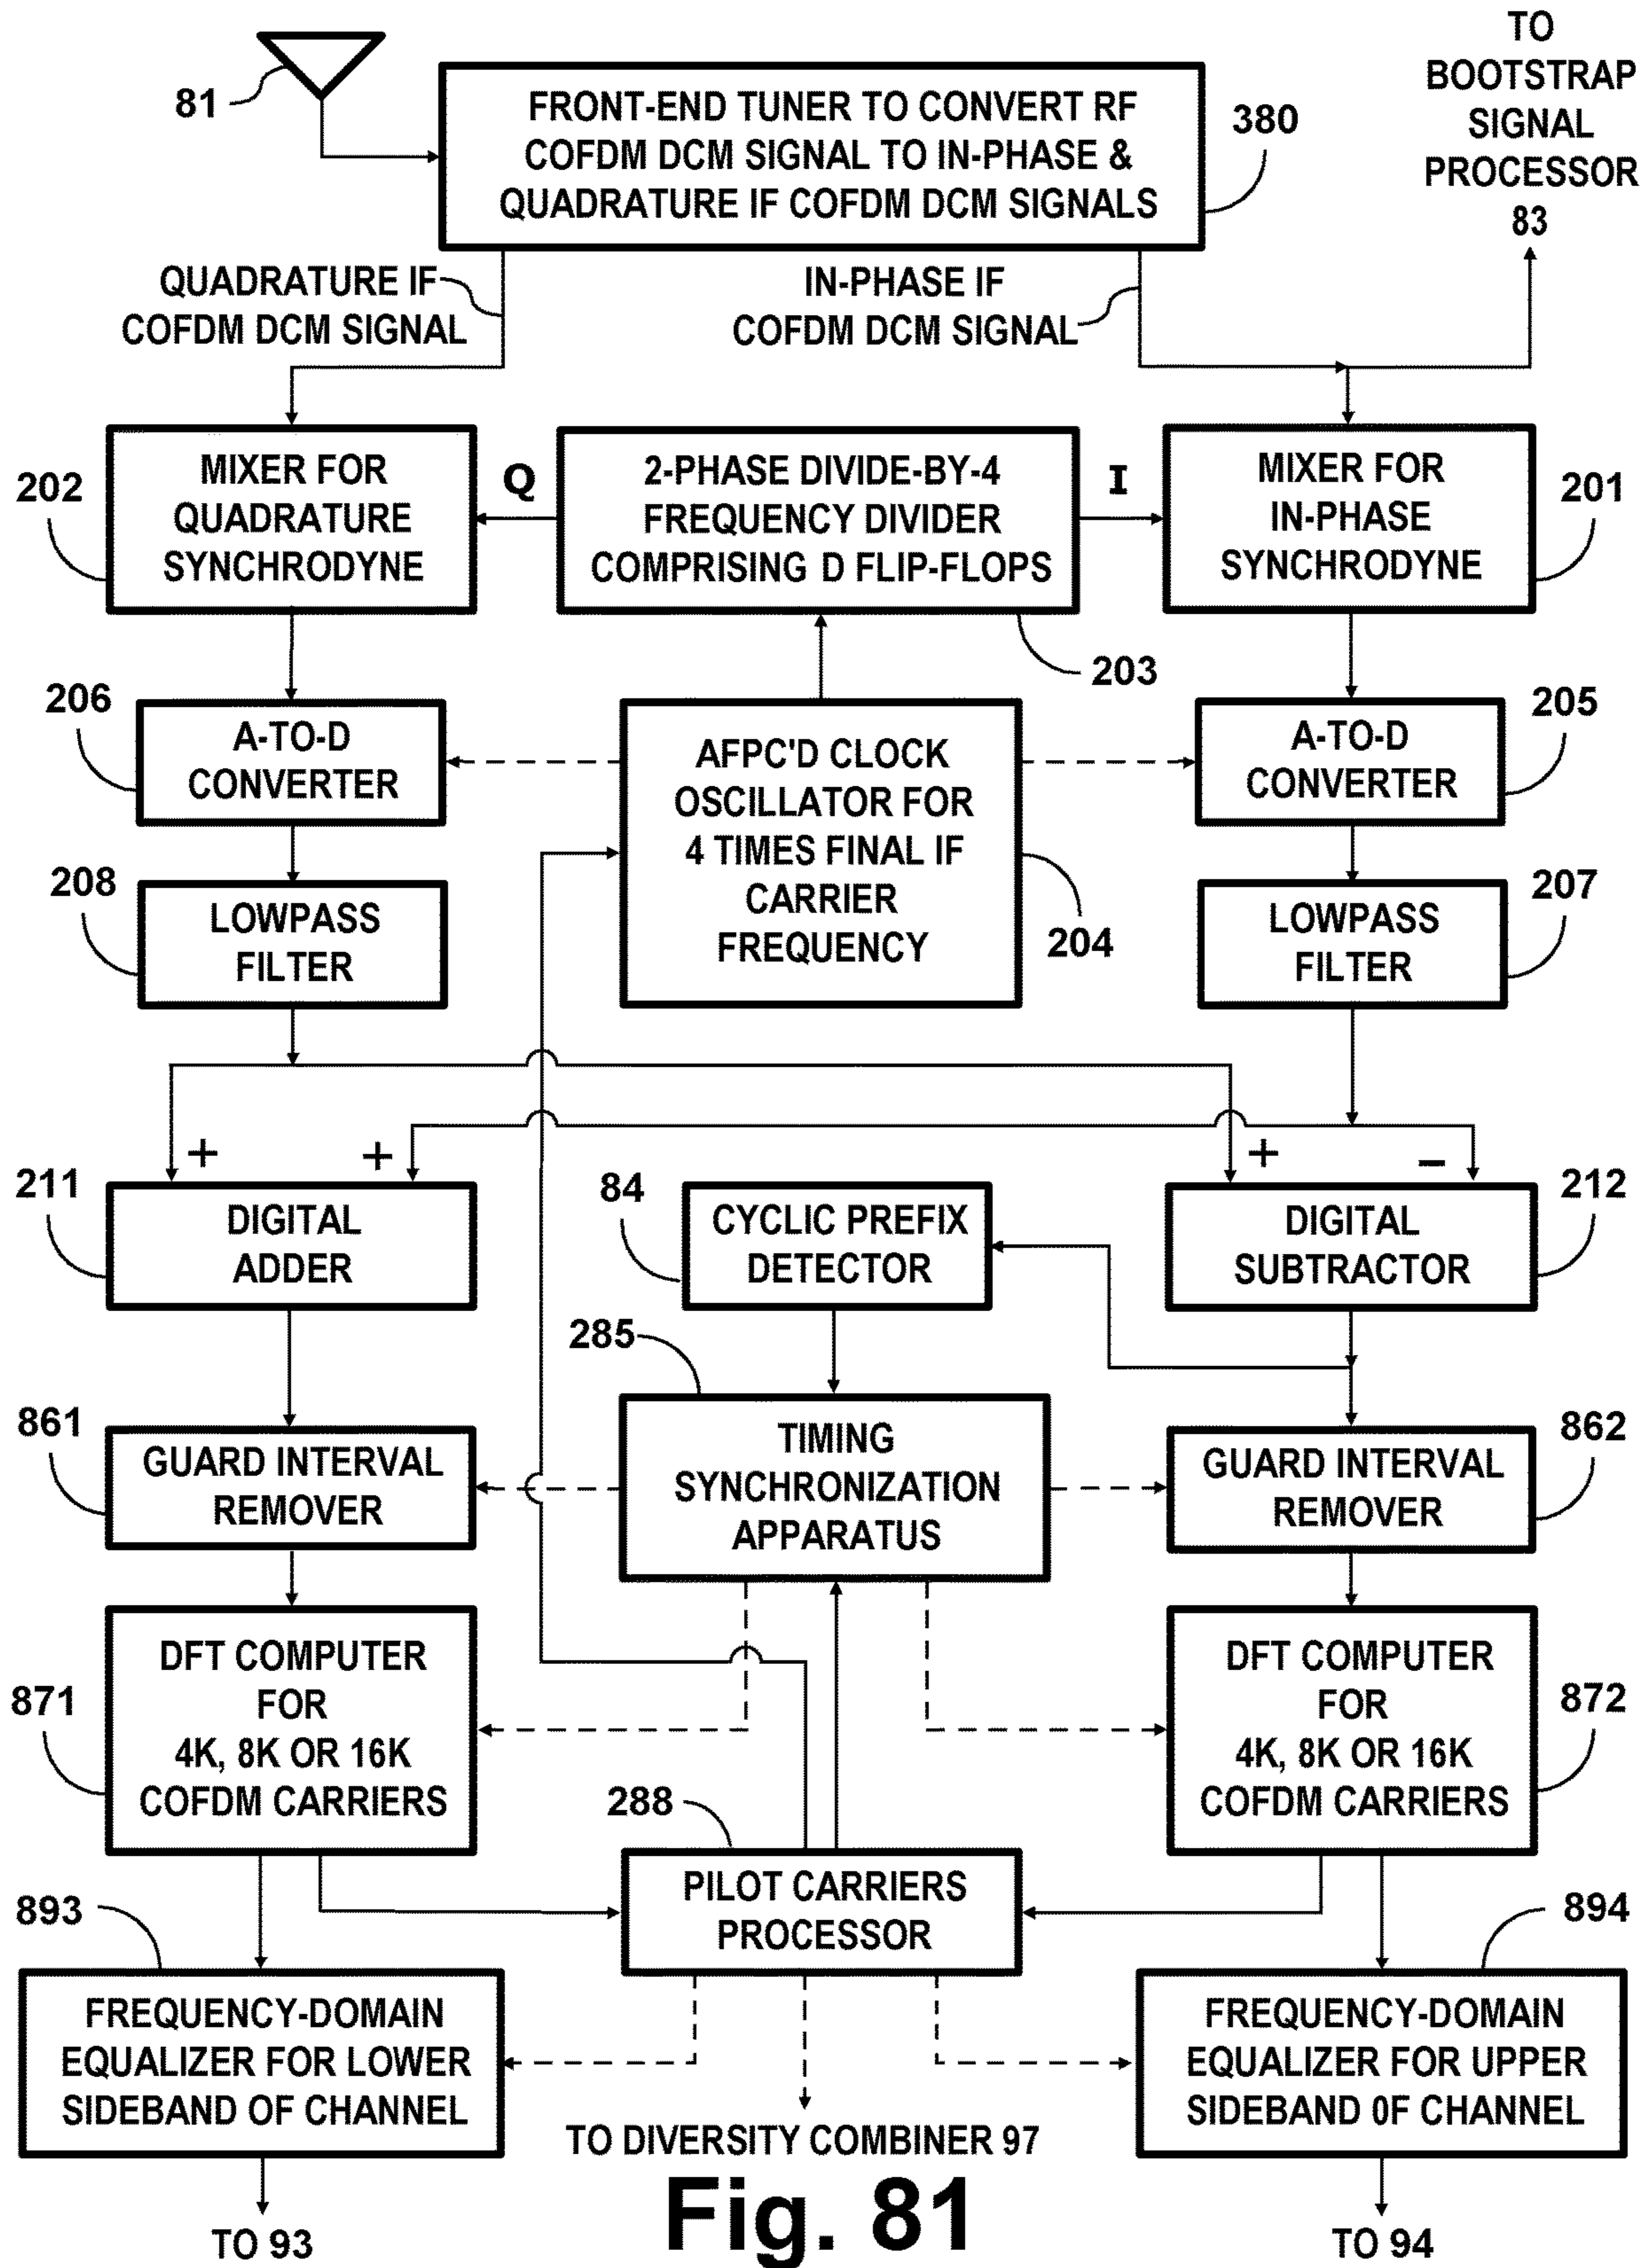 81
FRONT-END TUNER TO CONVERT RF
COFDM DCM SIGNAL TO IN-PHASE &
QUADRATURE IF COFDM DCM SIGNALS
380
TO
BOOTSTRAP
SIGNAL
PROCESSOR
83
QUADRATURE IF
COFDM DCM SIGNAL
IN-PHASE IF
COFDM DCM SIGNAL
202
MIXER FOR
QUADRATURE
SYNCHRODYNE
Q
2-PHASE DIVIDE-BY-4
FREQUENCY DIVIDER
COMPRISING D FLIP-FLOPS
203
I
MIXER FOR
IN-PHASE
SYNCHRODYNE
201
206
A-TO-D
CONVERTER
AFPC'D CLOCK
OSCILLATOR FOR
4 TIMES FINAL IF
CARRIER
FREQUENCY
204
A-TO-D
CONVERTER
205
208
LOWPASS
FILTER
LOWPASS
FILTER
207
+
+
+
−
211
DIGITAL
ADDER
84
CYCLIC PREFIX
DETECTOR
DIGITAL
SUBTRACTOR
212
285
861
GUARD INTERVAL
REMOVER
TIMING
SYNCHRONIZATION
APPARATUS
GUARD INTERVAL
REMOVER
862
871
DFT COMPUTER
FOR
4K, 8K OR 16K
COFDM CARRIERS
DFT COMPUTER
FOR
4K, 8K OR 16K
COFDM CARRIERS
872
288
PILOT CARRIERS
PROCESSOR
893
FREQUENCY-DOMAIN
EQUALIZER FOR LOWER
SIDEBAND OF CHANNEL
894
FREQUENCY-DOMAIN
EQUALIZER FOR UPPER
SIDEBAND 0F CHANNEL
TO DIVERSITY COMBINER 97
TO 93
Fig. 81
TO 94